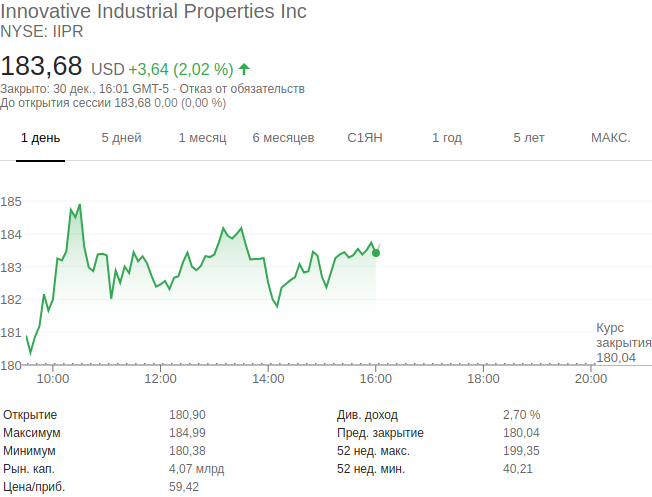 Innovative Industrial Properties Inc
NYSE: IIPR
183,68 USD +3,64 (2,02 %)
Закрыто: 30 дек., 16:01 GMT-5 · Отказ от обязательств
До открытия сессии 183,68 0,00 (0,00 %)
1 день 5 дней 1 месяц 6 месяцев С1ЯН 1 год 5 лет МАКС.
185
184
183
182
181
180
Курс
закрытия
180,04
10:00 12:00 14:00 16:00 18:00 20:00
Открытие 180,90 Див. доход 2,70 %
Максимум 184,99 Пред. закрытие 180,04
Минимум 180,38 52 нед. макс. 199,35
Рын. кап. 4,07 млрд 52 нед. мин. 40,21
Цена/приб. 59,42